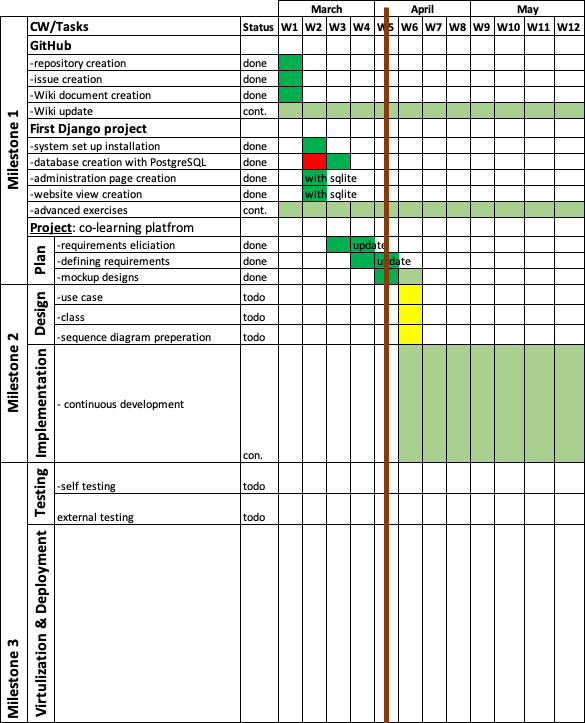 March April May
CW/Tasks Status W1 W2 W3 W4 W5 W6 W7 W8 W9 W10 W11 W12
Milestone 1
GitHub
-repository creation done
-issue creation done
-Wiki document creation done
-Wiki update cont.
First Django project
-system set up installation done
-database creation with PostgreSQL done
-administration page creation done with sqlite
-website view creation done with sqlite
-advanced exercises cont.
Project: co-learning platfrom
Plan
-requirements eliciation done update
-defining requirements done update
-mockup designs done
Milestone 2
Design
-use case todo
-class todo
-sequence diagram preperation todo
Implementation
- continuous development con.
Milestone 3
Testing
-self testing todo
external testing todo
Virtulization & Deployment